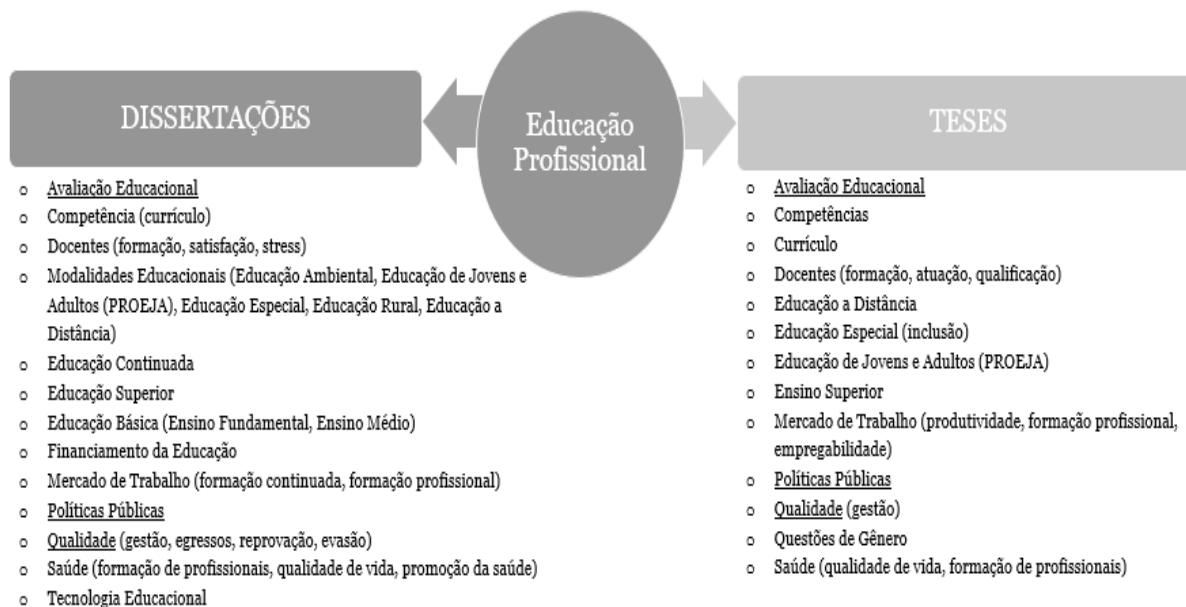 Educação
Profissional
DISSERTAÇÕES
o Avaliação Educacional
o Competência (currículo)
o Docentes (formação, satisfação, stress)
o Modalidades Educacionais (Educação Ambiental, Educação de Jovens e
Adultos (PROEJA), Educação Especial, Educação Rural, Educação a
Distância)
o Educação Continuada
o Educação Superior
o Educação Básica (Ensino Fundamental, Ensino Médio)
o Financiamento da Educação
o Mercado de Trabalho (formação continuada, formação profissional)
o Políticas Públicas
o Qualidade (gestão, egressos, reprovação, evasão)
o Saúde (formação de profissionais, qualidade de vida, promoção da saúde)
o Tecnologia Educacional
TESES
o Avaliação Educacional
o Competências
o Currículo
o Docentes (formação, atuação, qualificação)
o Educação a Distância
o Educação Especial (inclusão)
o Educação de Jovens e Adultos (PROEJA)
o Ensino Superior
o Mercado de Trabalho (produtividade, formação profissional,
empregabilidade)
o Políticas Públicas
o Qualidade (gestão)
o Questões de Gênero
o Saúde (qualidade de vida, formação de profissionais)